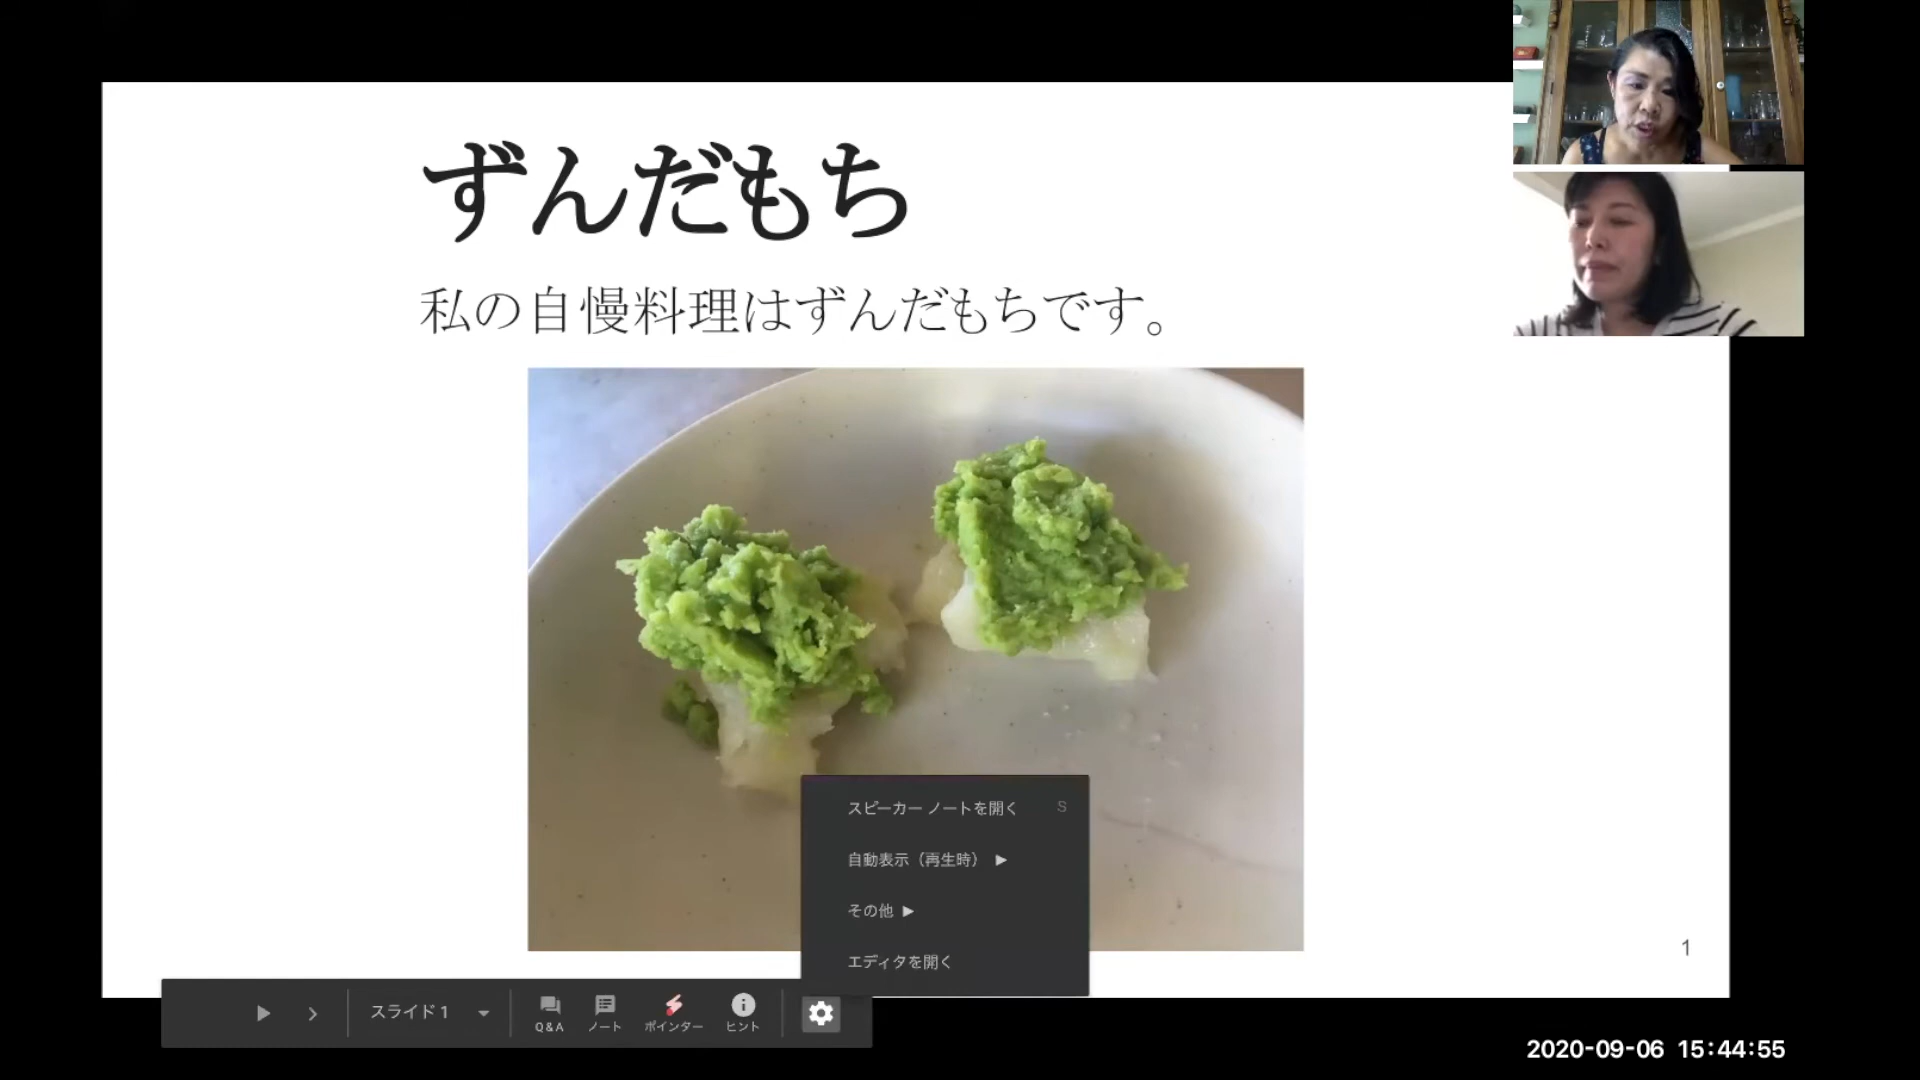 ずんだもち
私の自慢料理はずんだもちです。
スピーカー ノートを開く S
自動表示（再生時） ▶
その他 ▶
エディタを開く
1
スライド 1
Q&A
ノート
ポインター
ヒント
2020-09-06 15:44:55